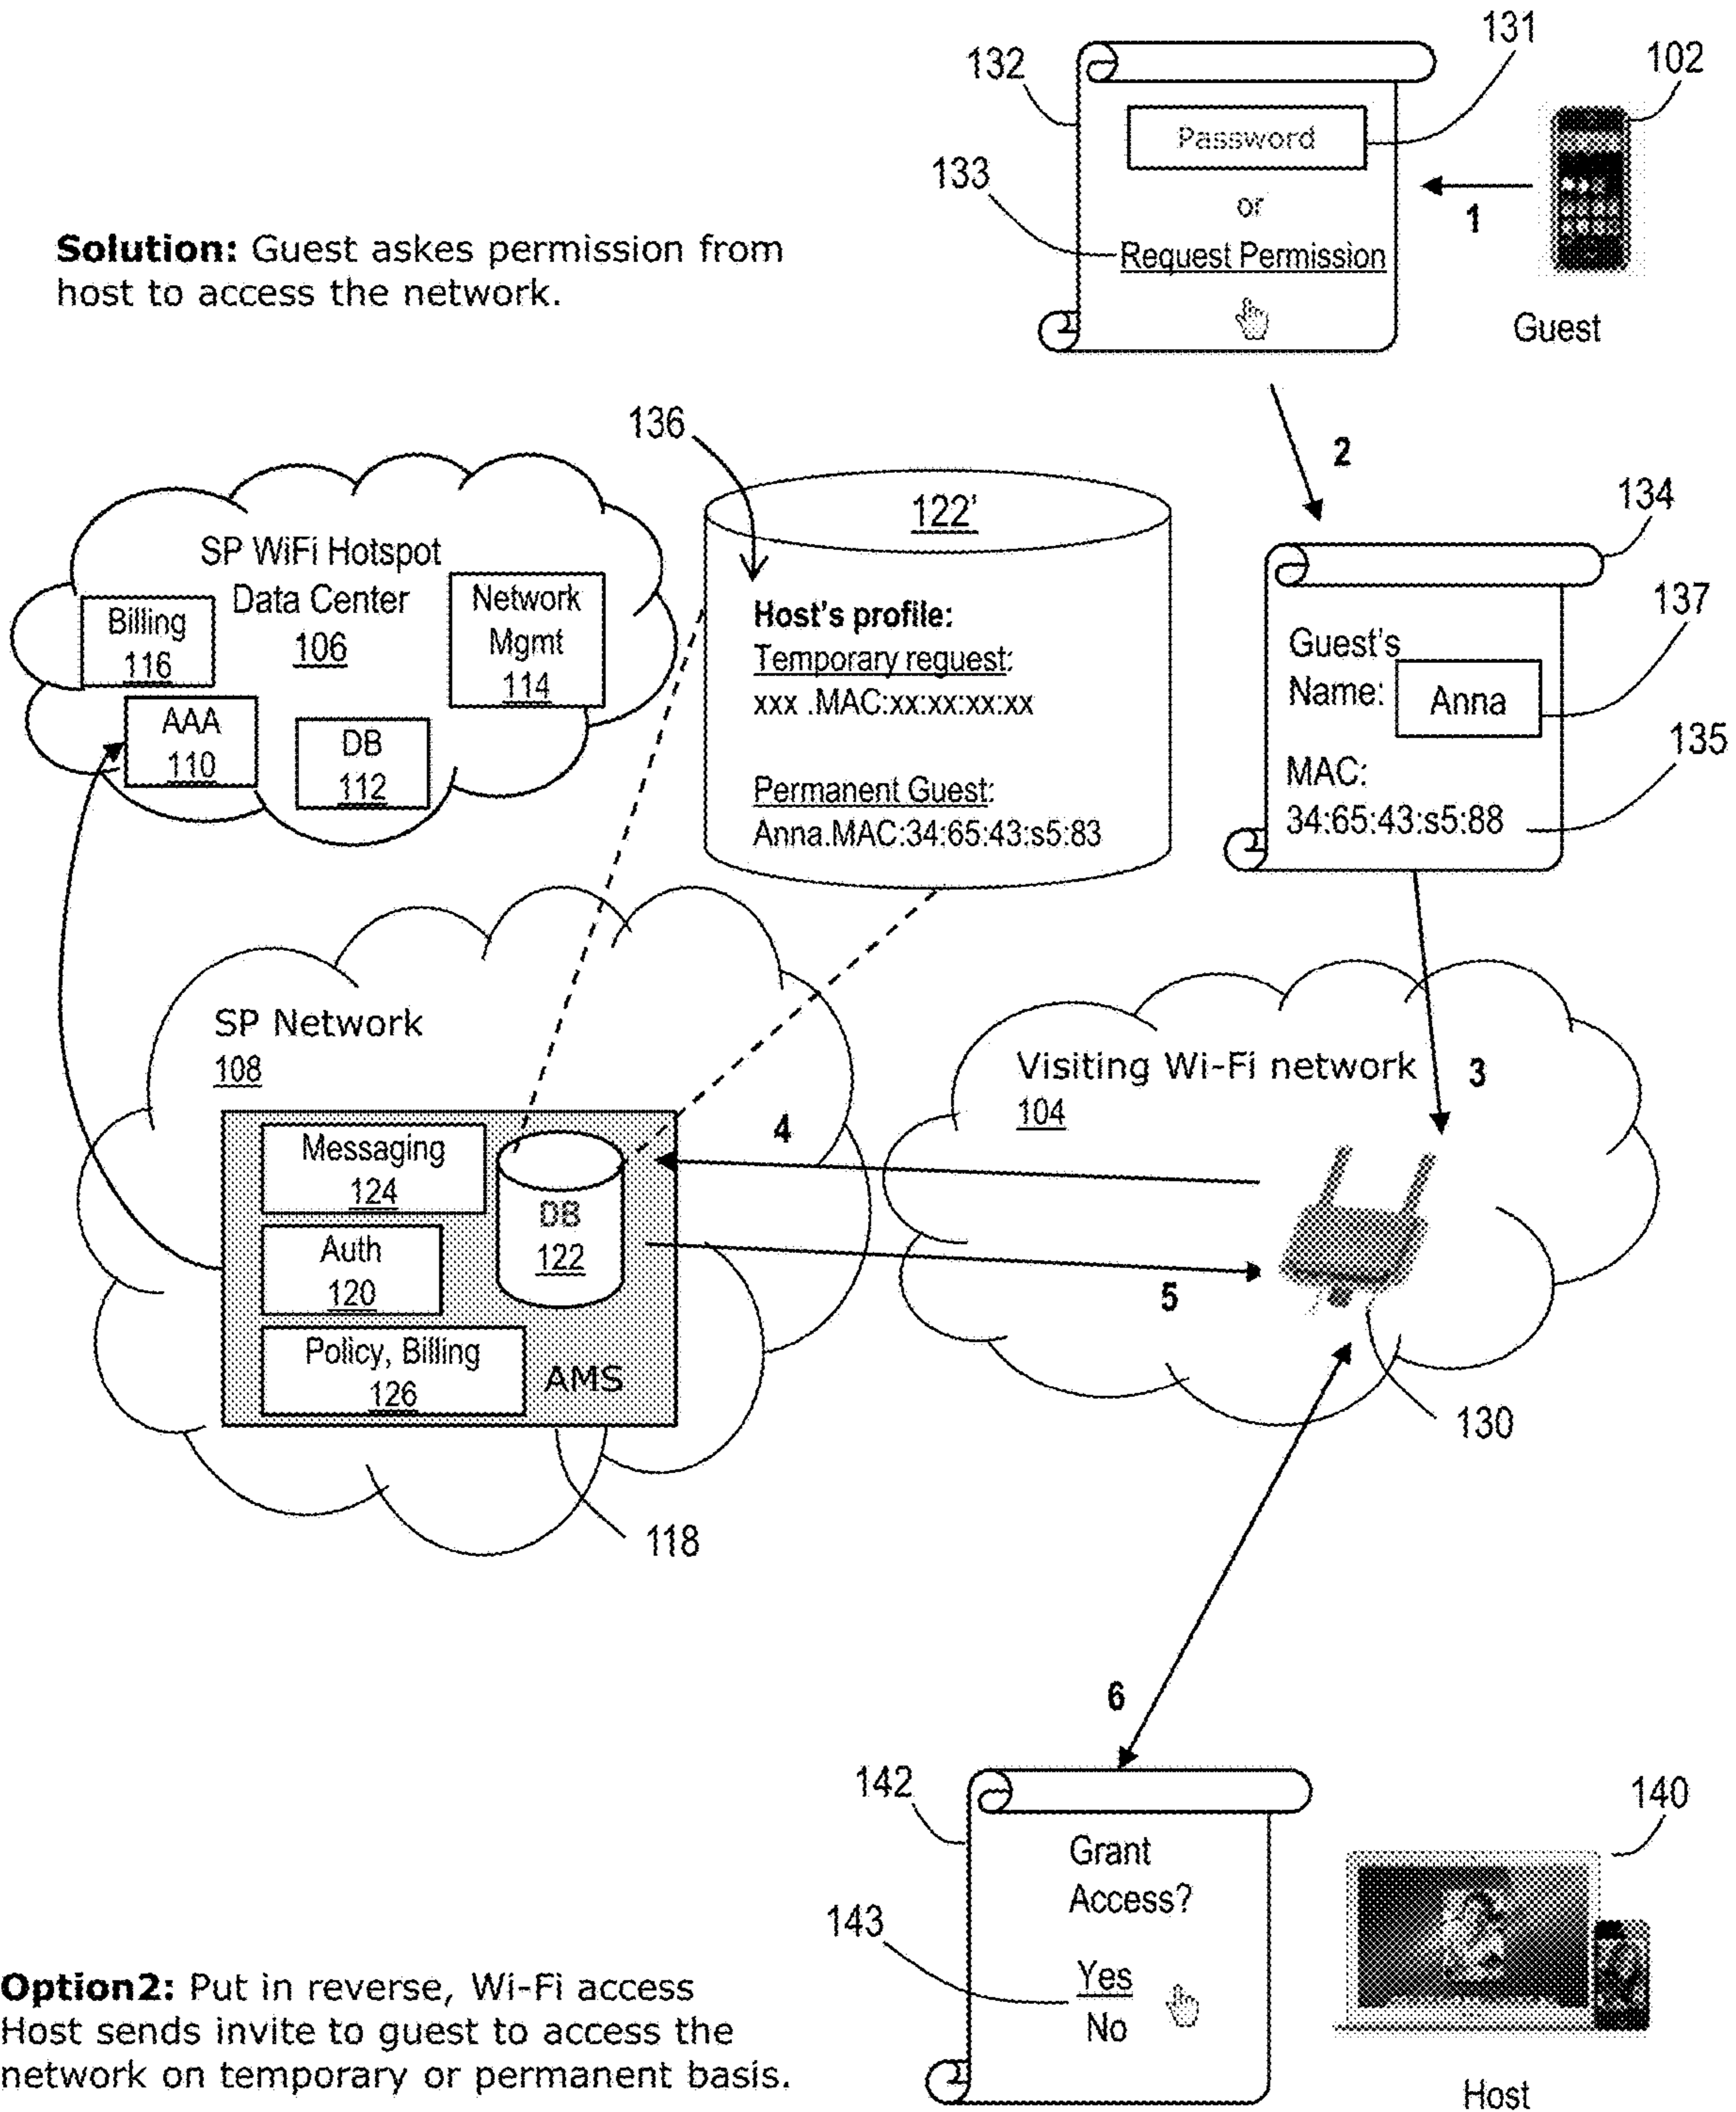 131
132
102
Password
133
or
1
Request Permission
Solution: Guest askes permission from
host to access the network.
Guest
136
2
122'
134
SP WiFi Hotspot
Data Center
106
Network
Mgmt
114
Billing
116
AAA
110
DB
112
Host's profile:
Temporary request:
xxx .MAC:xx:xx:xx:xx
Permanent Guest:
Anna.MAC:34:65:43:s5:83
137
Guest's
Name:
Anna
135
MAC:
34:65:43:s5:88
SP Network
108
Visiting Wi-Fi network
104
3
4
Messaging
124
DB
122
Auth
120
5
Policy, Billing
126
AMS
130
118
6
142
140
Grant
Access?
143
Yes
No
Option2: Put in reverse, Wi-Fi access
Host sends invite to guest to access the
network on temporary or permanent basis.
Host